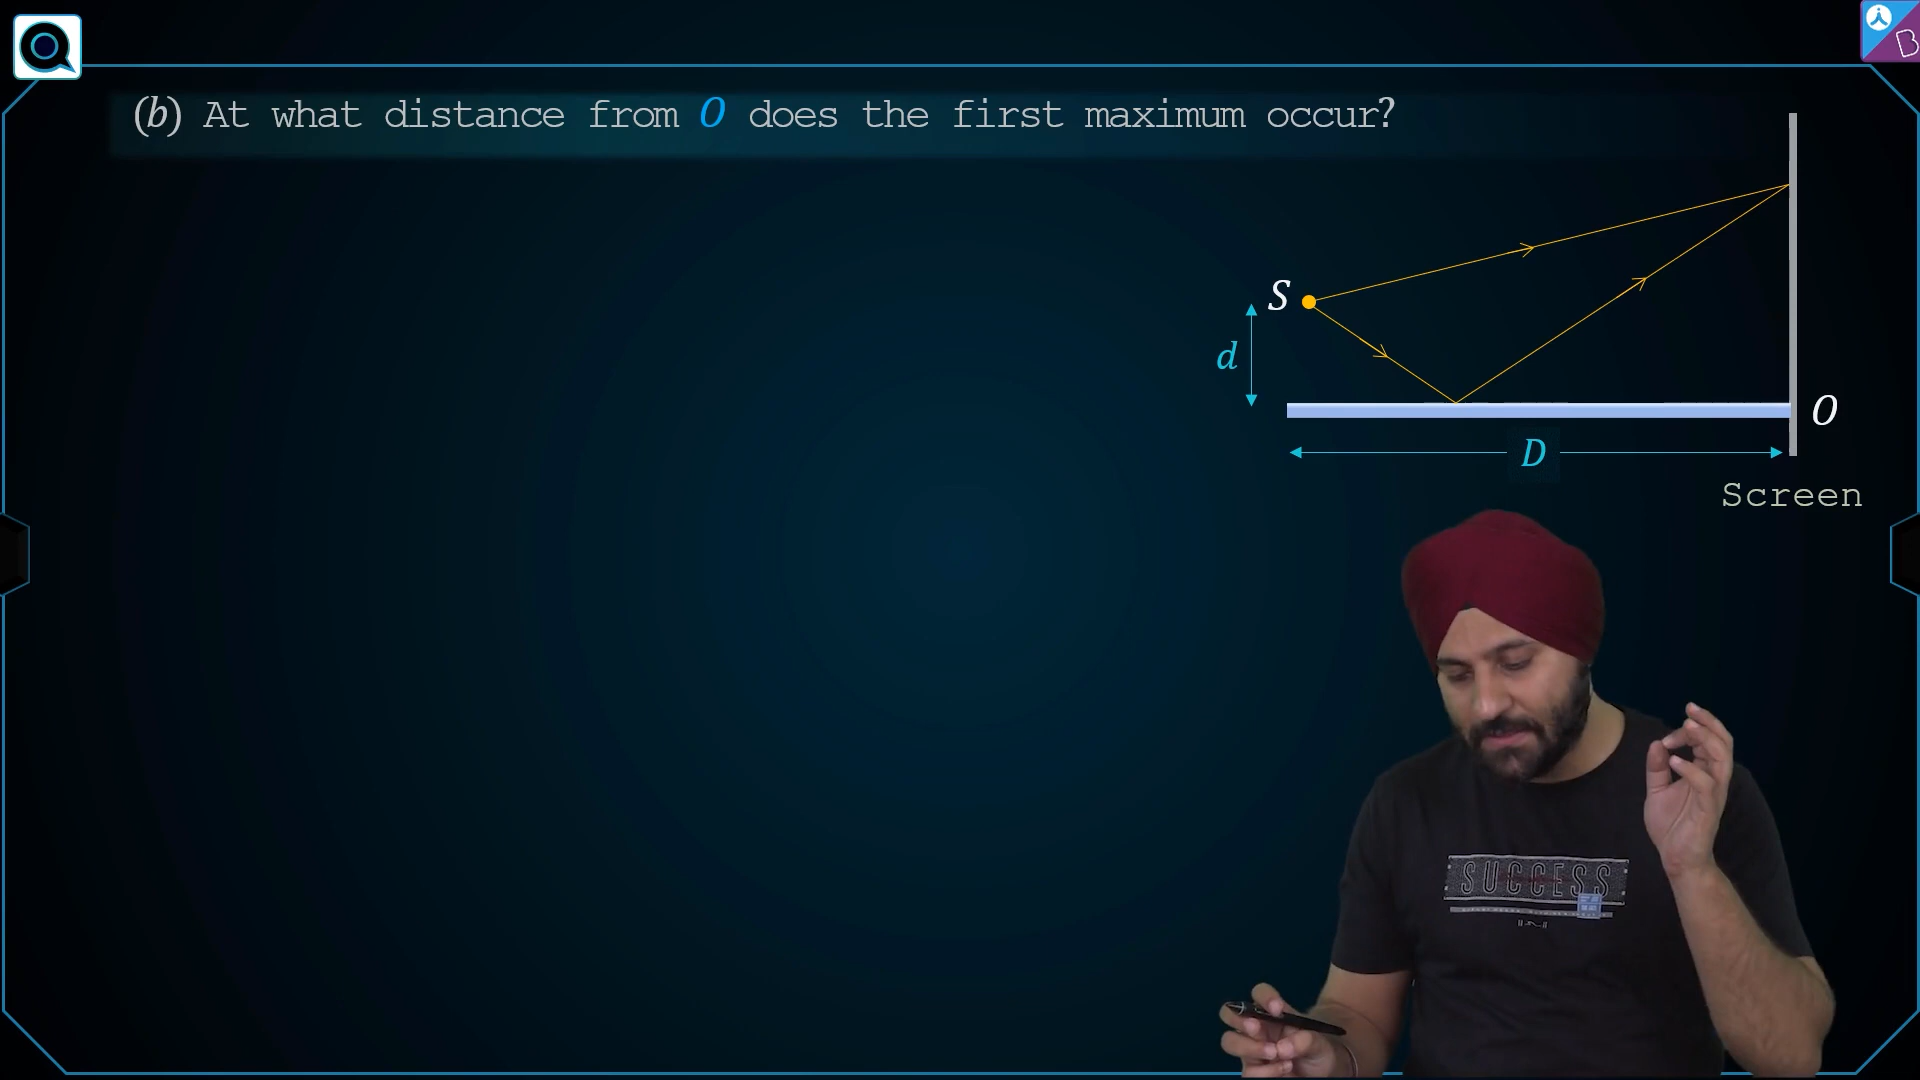 (b) At what distance from O does the first maximum occur?
S
d
O
D
Screen
SUCCESS
B